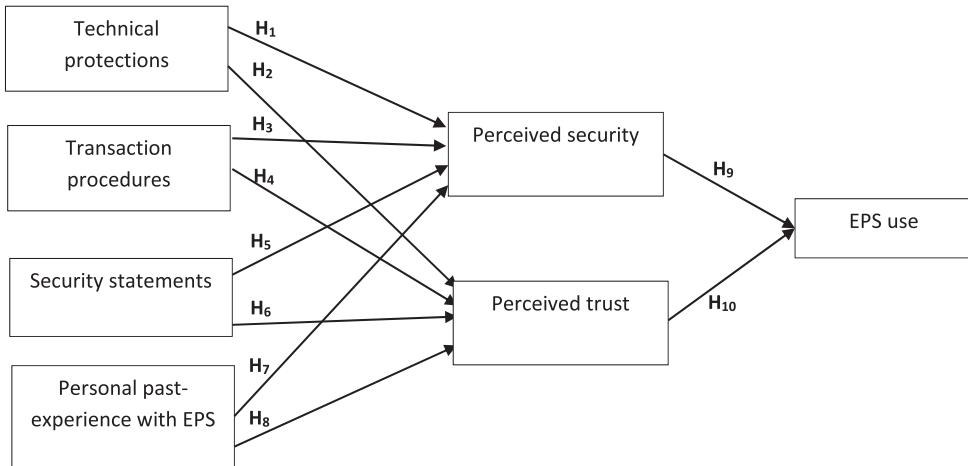 Technical
protections
H1
H2
Transaction
procedures
H3
H4
Perceived security
H9
EPS use
Security statements
H5
H6
Perceived trust
H10
Personal past-
experience with EPS
H7
H8